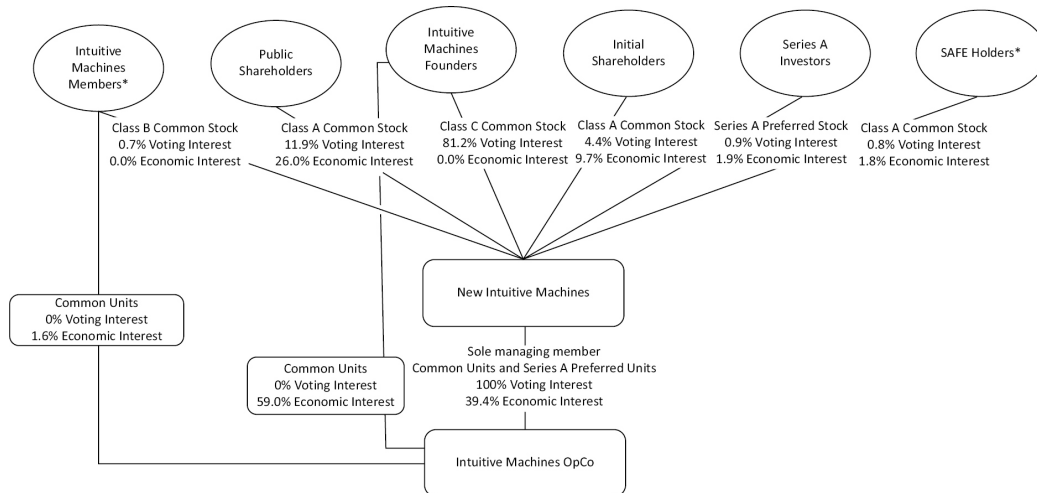 Intuitive
Machines
Members*
Public
Shareholders
Intuitive
Machines
Founders
Initial
Shareholders
Series A
Investors
SAFE Holders*
Class B Common Stock
0.7% Voting Interest
0.0% Economic Interest
Class A Common Stock
11.9% Voting Interest
26.0% Economic Interest
Class C Common Stock
81.2% Voting Interest
0.0% Economic Interest
Class A Common Stock
4.4% Voting Interest
9.7% Economic Interest
Series A Preferred Stock
0.9% Voting Interest
1.9% Economic Interest
Class A Common Stock
0.8% Voting Interest
1.8% Economic Interest
New Intuitive Machines
Common Units
0% Voting Interest
1.6% Economic Interest
Common Units
0% Voting Interest
59.0% Economic Interest
Sole managing member
Common Units and Series A Preferred Units
100% Voting Interest
39.4% Economic Interest
Intuitive Machines OpCo